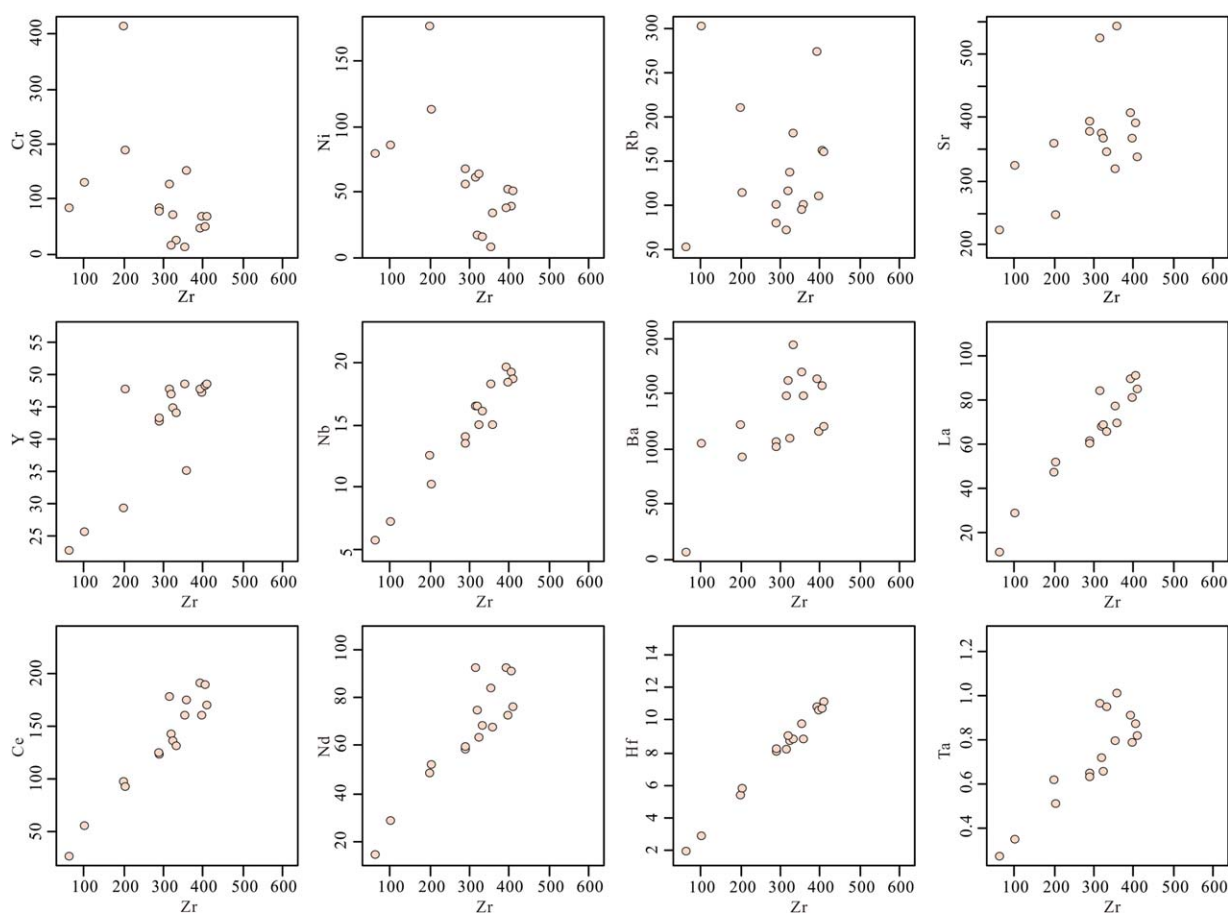 Cr
0 100 200 300 400
100 200 300 400 500 600
Zr
Ni
0 50 100 150
100 200 300 400 500 600
Zr
Rb
50 100 150 200 250 300
100 200 300 400 500 600
Zr
Sr
200 300 400 500
100 200 300 400 500 600
Zr
Y
25 30 35 40 45 50 55
100 200 300 400 500 600
Zr
Nb
5 10 15 20
100 200 300 400 500 600
Zr
Ba
0 500 1000 1500 2000
100 200 300 400 500 600
Zr
La
20 40 60 80 100
100 200 300 400 500 600
Zr
Ce
50 100 150 200
100 200 300 400 500 600
Zr
Nd
20 40 60 80 100
100 200 300 400 500 600
Zr
Hf
2 4 6 8 10 12 14
100 200 300 400 500 600
Zr
Ta
0.4 0.6 0.8 1.0 1.2
100 200 300 400 500 600
Zr